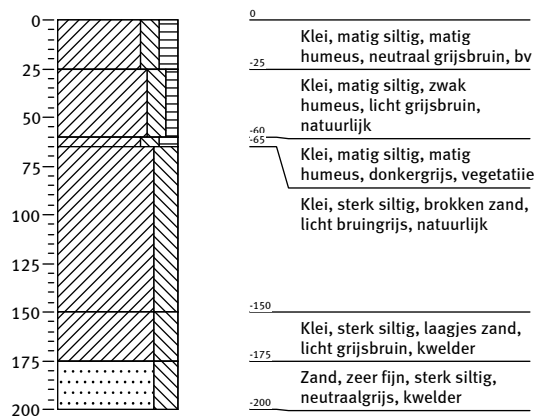 0
25
50
75
100
125
150
175
200
0
Klei, matig siltig, matig
humeus, neutraal grijsbruin, bv
-25
Klei, matig siltig, zwak
humeus, licht grijsbruin,
natuurlijk
-60
-65
Klei, matig siltig, matig
humeus, donkergrijs, vegetatiie
Klei, sterk siltig, brokken zand,
licht bruingrijs, natuurlijk
-150
Klei, sterk siltig, laagjes zand,
licht grijsbruin, kwelder
-175
Zand, zeer fijn, sterk siltig,
neutraalgrijs, kwelder
-200